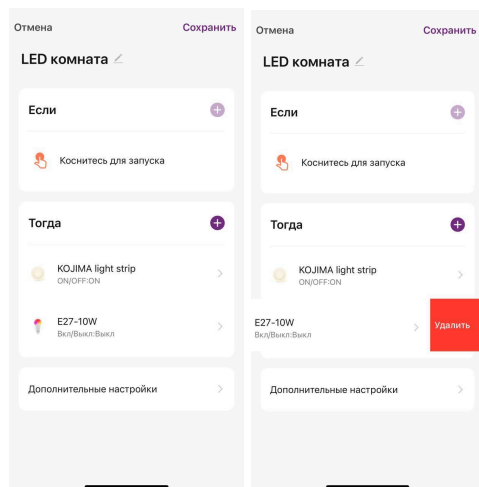 Отмена
Сохранить
LED комната
Если
Коснитесь для запуска
Тогда
KOJIMA light strip
ON/OFF:ON
E27-10W
Вкл/Выкл:Выкл
Дополнительные настройки
Отмена
Сохранить
LED комната
Если
Коснитесь для запуска
Тогда
KOJIMA light strip
ON/OFF:ON
E27-10W
Вкл/Выкл:Выкл
Удалить
Дополнительные настройки